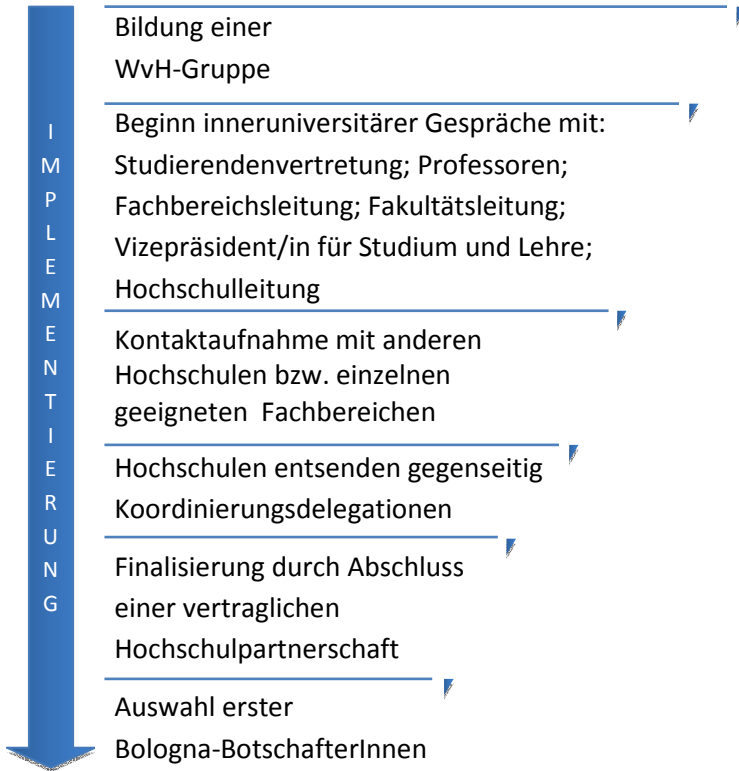 IMPLEMENTIERUNG
Bildung einer
WvH-Gruppe
Beginn inneruniversitärer Gespräche mit:
Studierendenvertretung; Professoren;
Fachbereichsleitung; Fakultätsleitung;
Vizepräsident/in für Studium und Lehre;
Hochschulleitung
Kontaktaufnahme mit anderen
Hochschulen bzw. einzelnen
geeigneten Fachbereichen
Hochschulen entsenden gegenseitig
Koordinierungsdelegationen
Finalisierung durch Abschluss
einer vertraglichen
Hochschulpartnerschaft
Auswahl erster
Bologna-BotschafterInnen